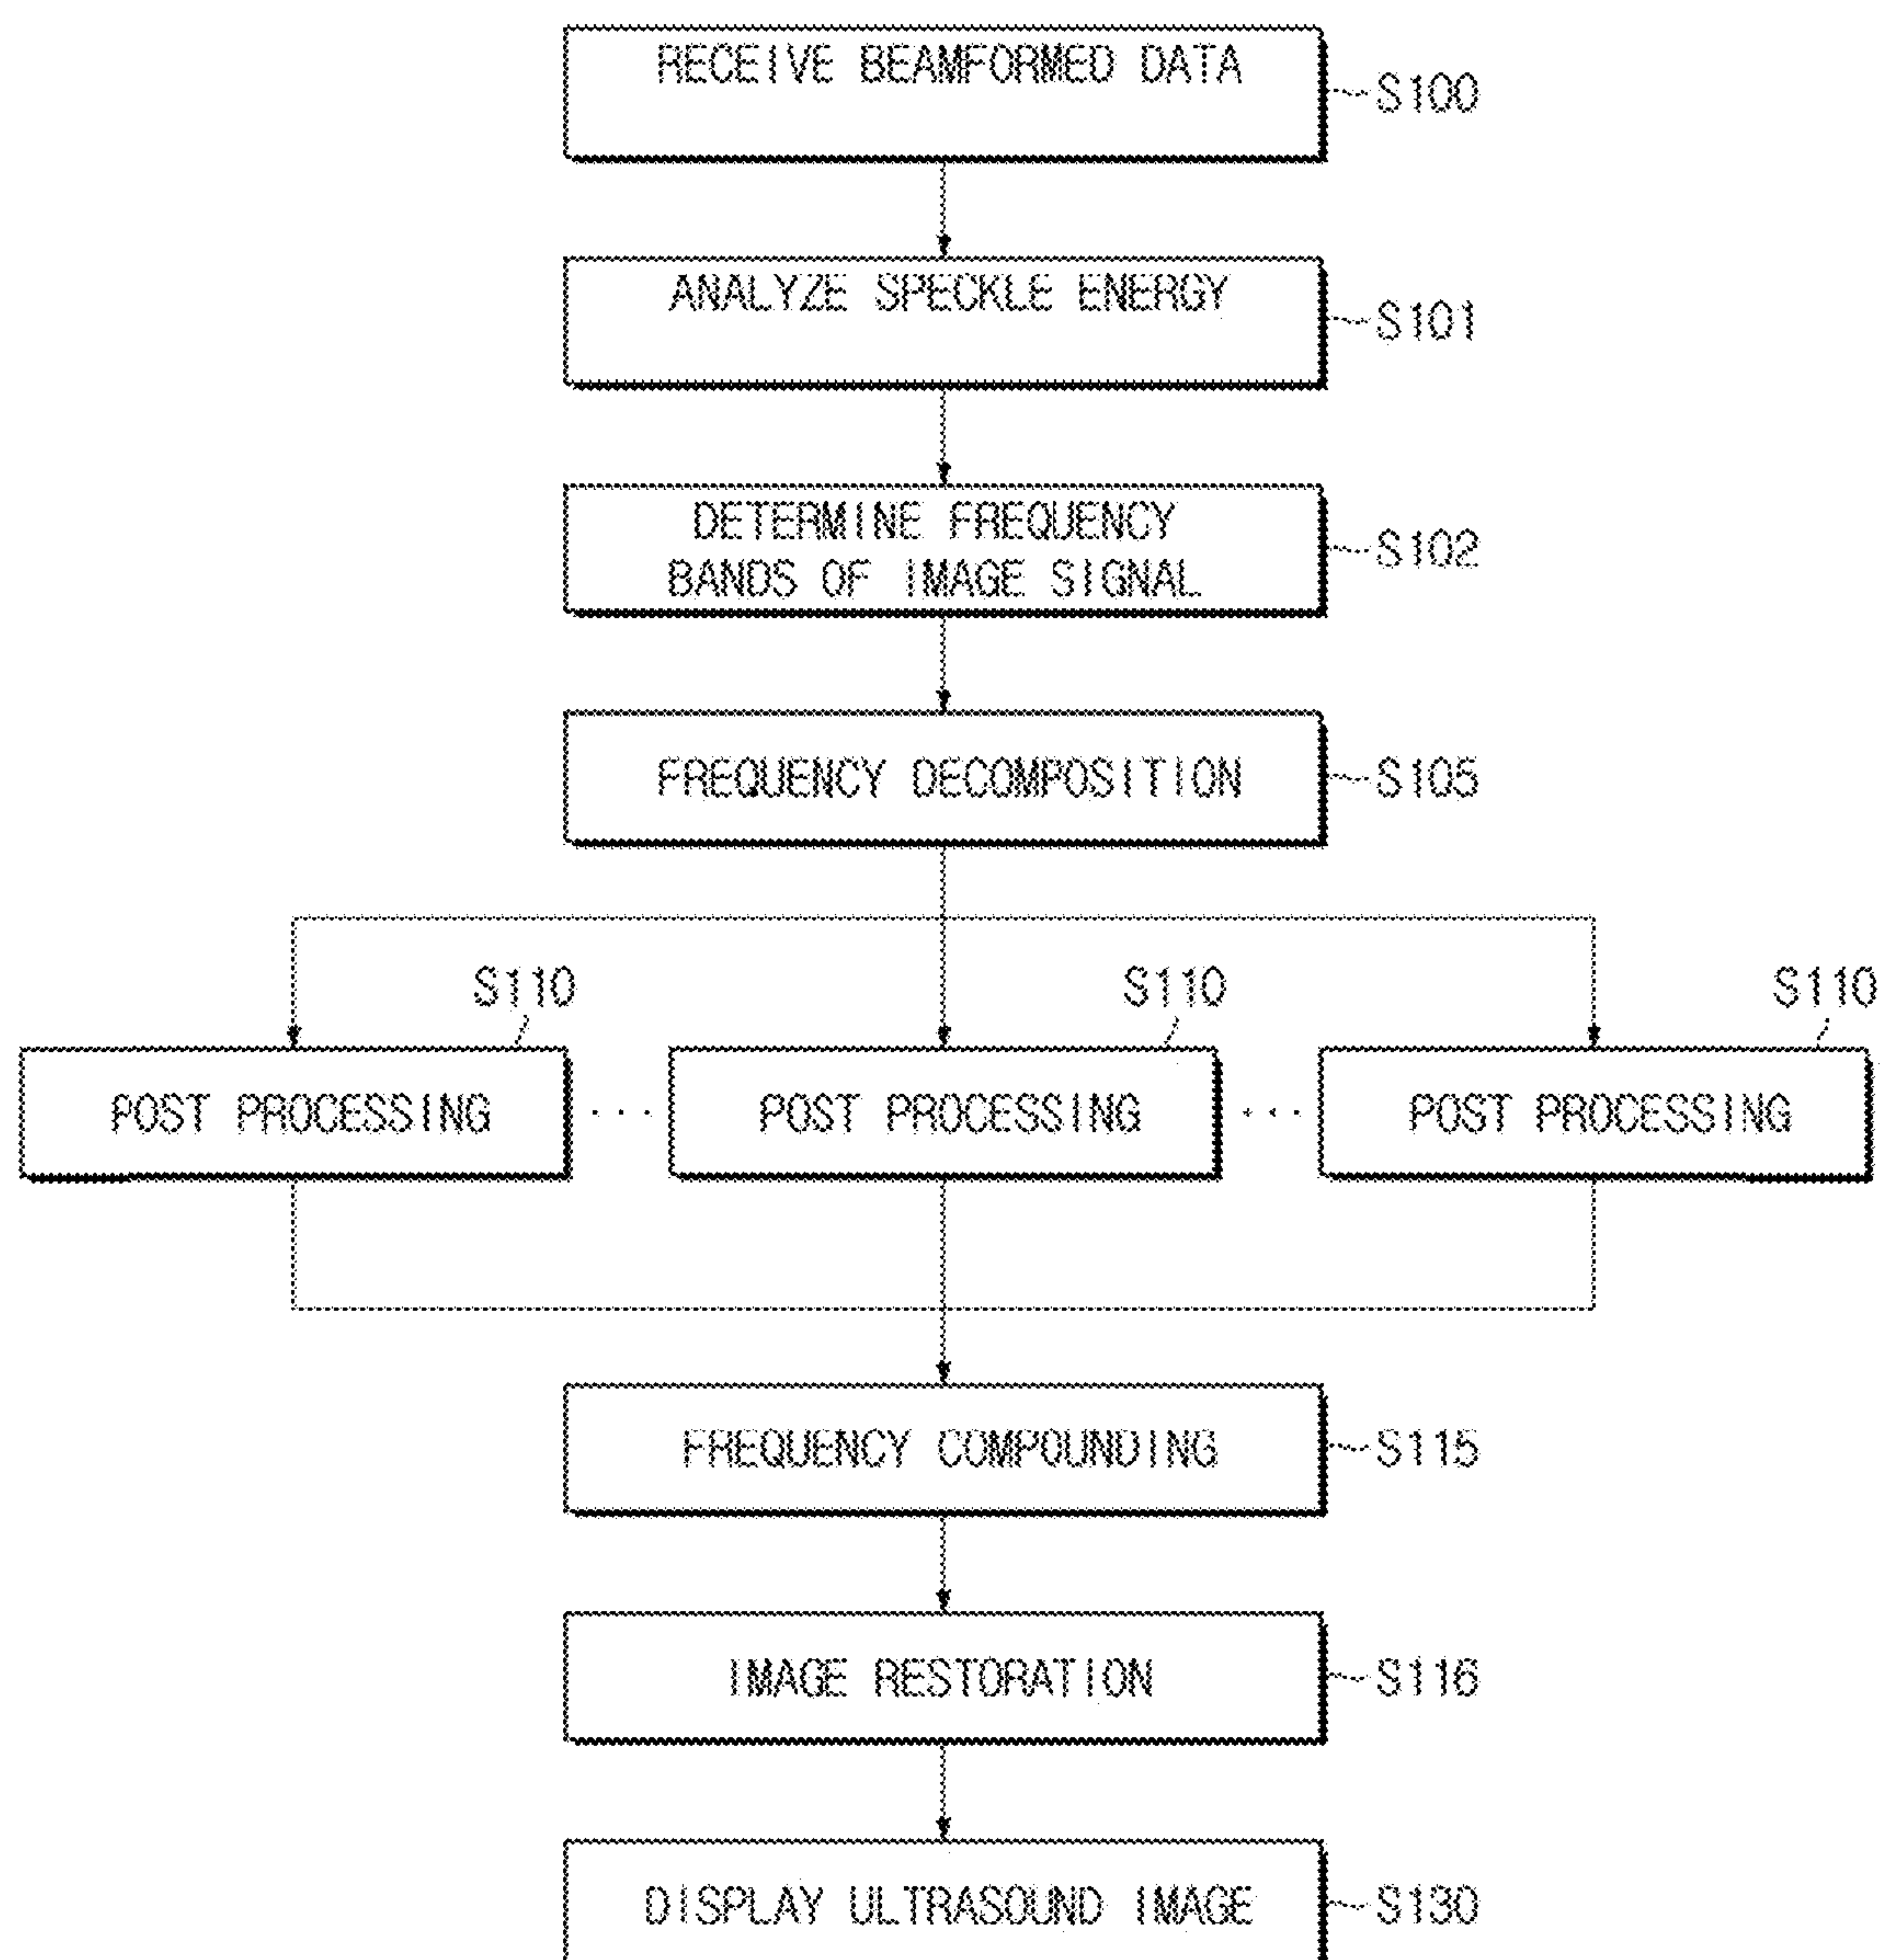 RECEIVE BEAMFORMED DATA
S100
ANALYZE SPECKLE ENERGY
S101
DETERMINE FREQUENCY
BANDS OF IMAGE SIGNAL
S102
FREQUENCY DECOMPOSITION
S105
S110
S110
S110
POST PROCESSING
...
POST PROCESSING
...
POST PROCESSING
FREQUENCY COMPOUNDING
S115
IMAGE RESTORATION
S116
DISPLAY ULTRASOUND IMAGE
S130